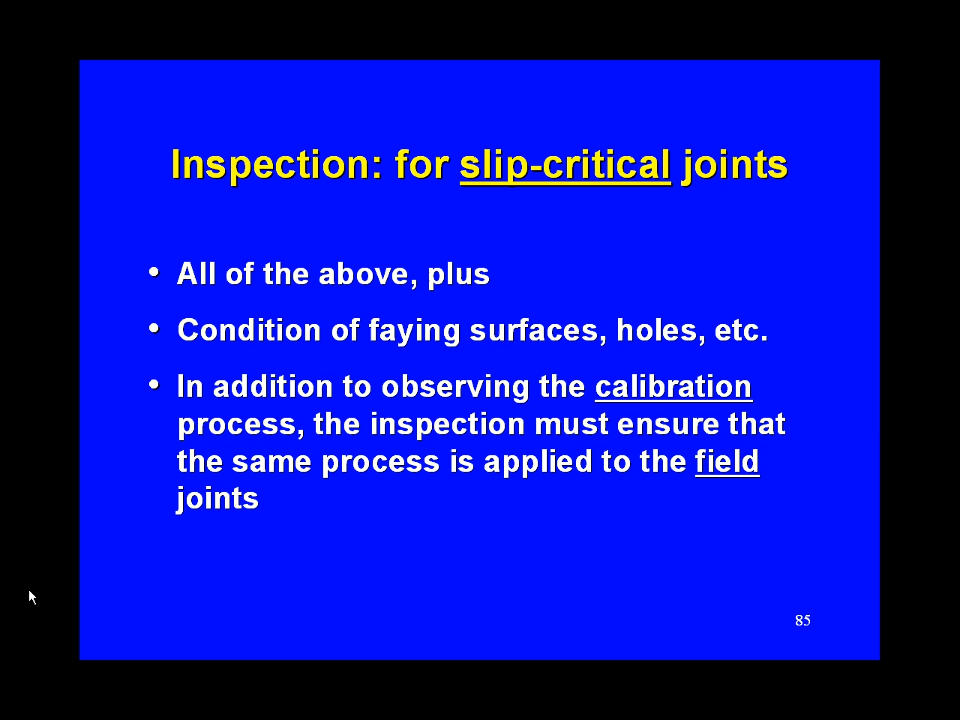 Inspection: for slip-critical joints
• All of the above, plus
• Condition of faying surfaces, holes, etc.
• In addition to observing the calibration
process, the inspection must ensure that
the same process is applied to the field
joints
85